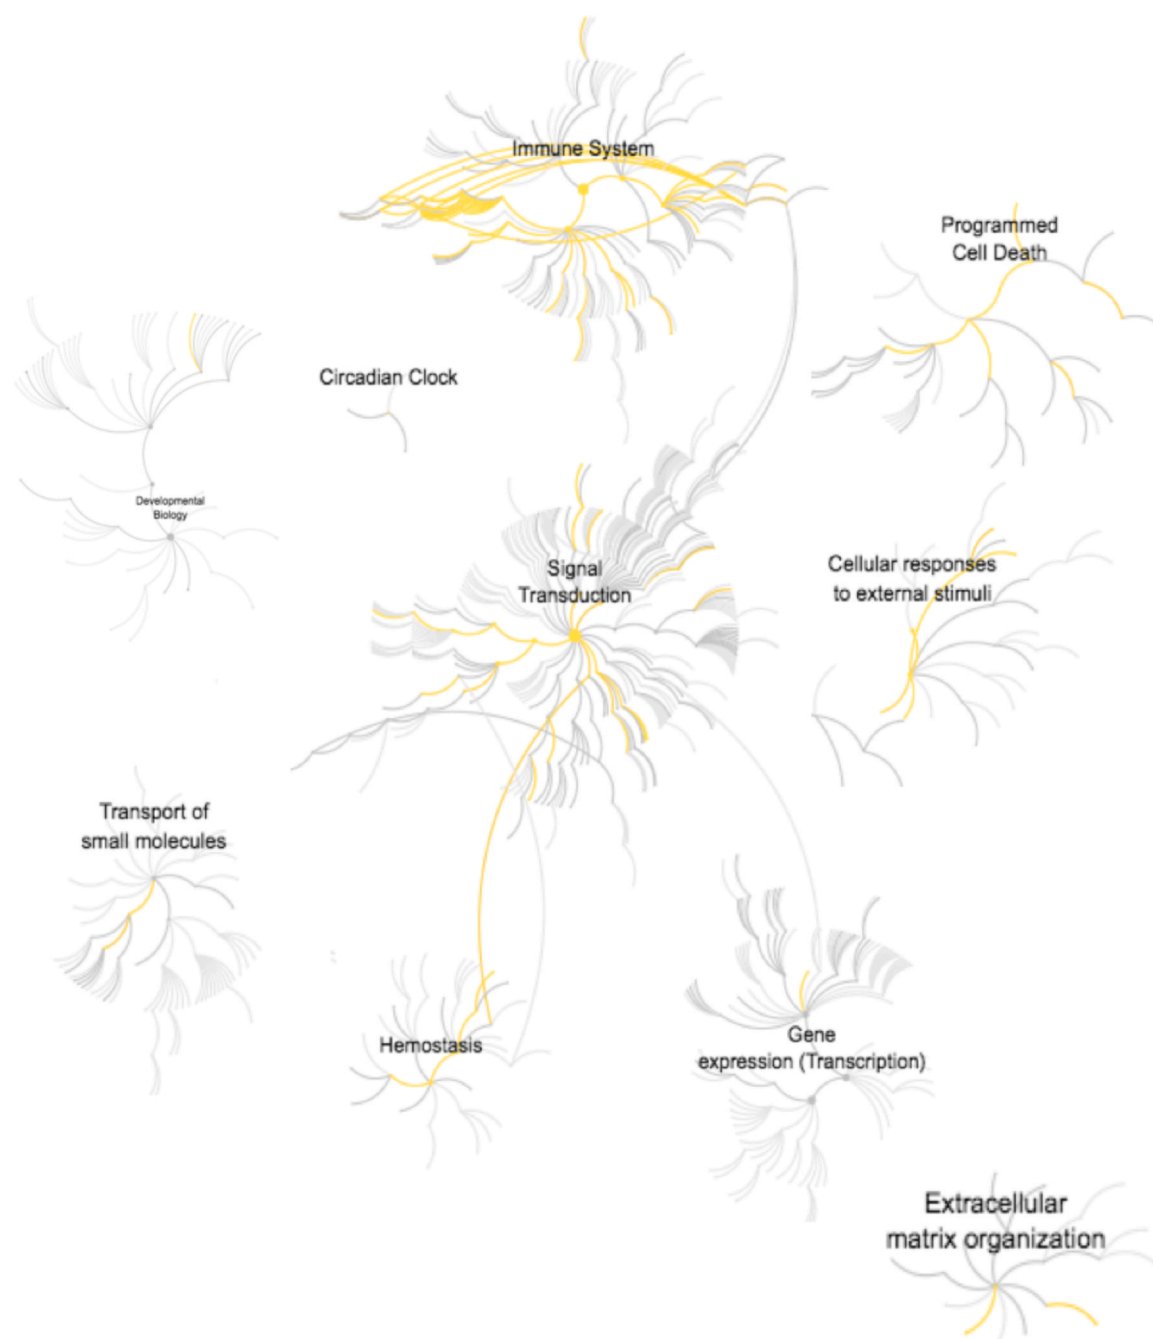 Immune System
Programmed
Cell Death
Circadian Clock
Developmental
Biology
Signal
Transduction
Cellular responses
to external stimuli
Transport of
small molecules
Hemostasis
Gene
expression (Transcription)
Extracellular
matrix organization